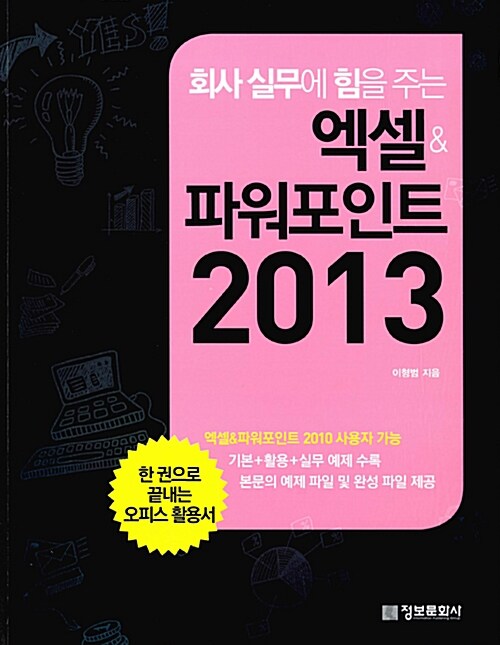 YES!
회사 실무에 힘을 주는
엑셀&
파워포인트
2013
이형범 지음
엑셀&파워포인트 2010 사용자 가능
기본+활용+실무 예제 수록
본문의 예제 파일 및 완성 파일 제공
한 권으로
끝내는
오피스 활용서
정보문화사